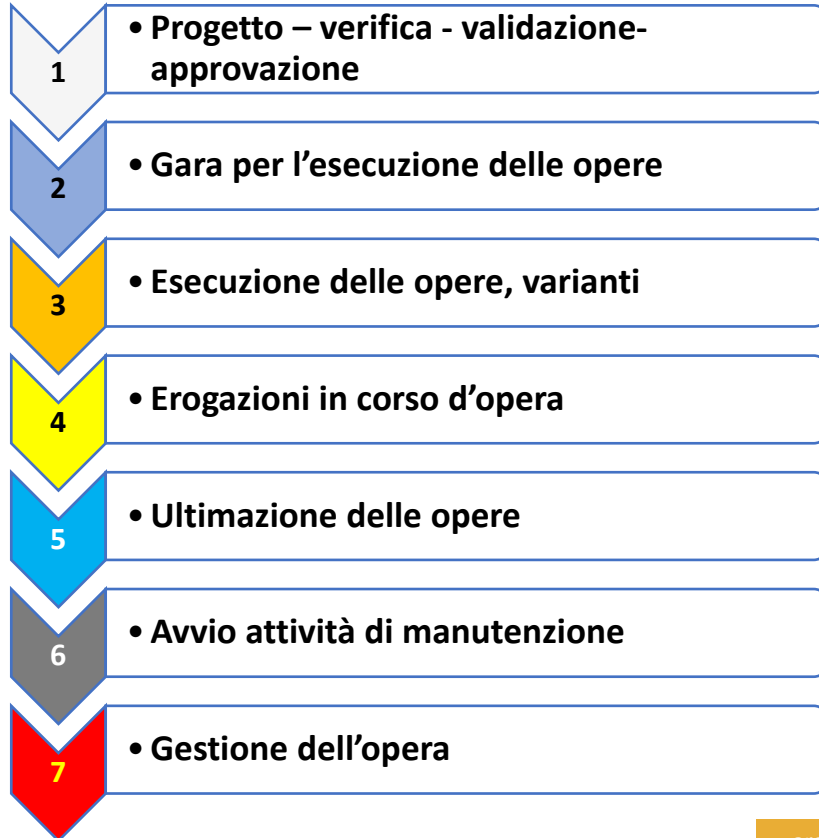 1
• Progetto – verifica - validazione-
approvazione
2
• Gara per l’esecuzione delle opere
3
• Esecuzione delle opere, varianti
4
• Erogazioni in corso d’opera
5
• Ultimazione delle opere
6
• Avvio attività di manutenzione
7
• Gestione dell’opera